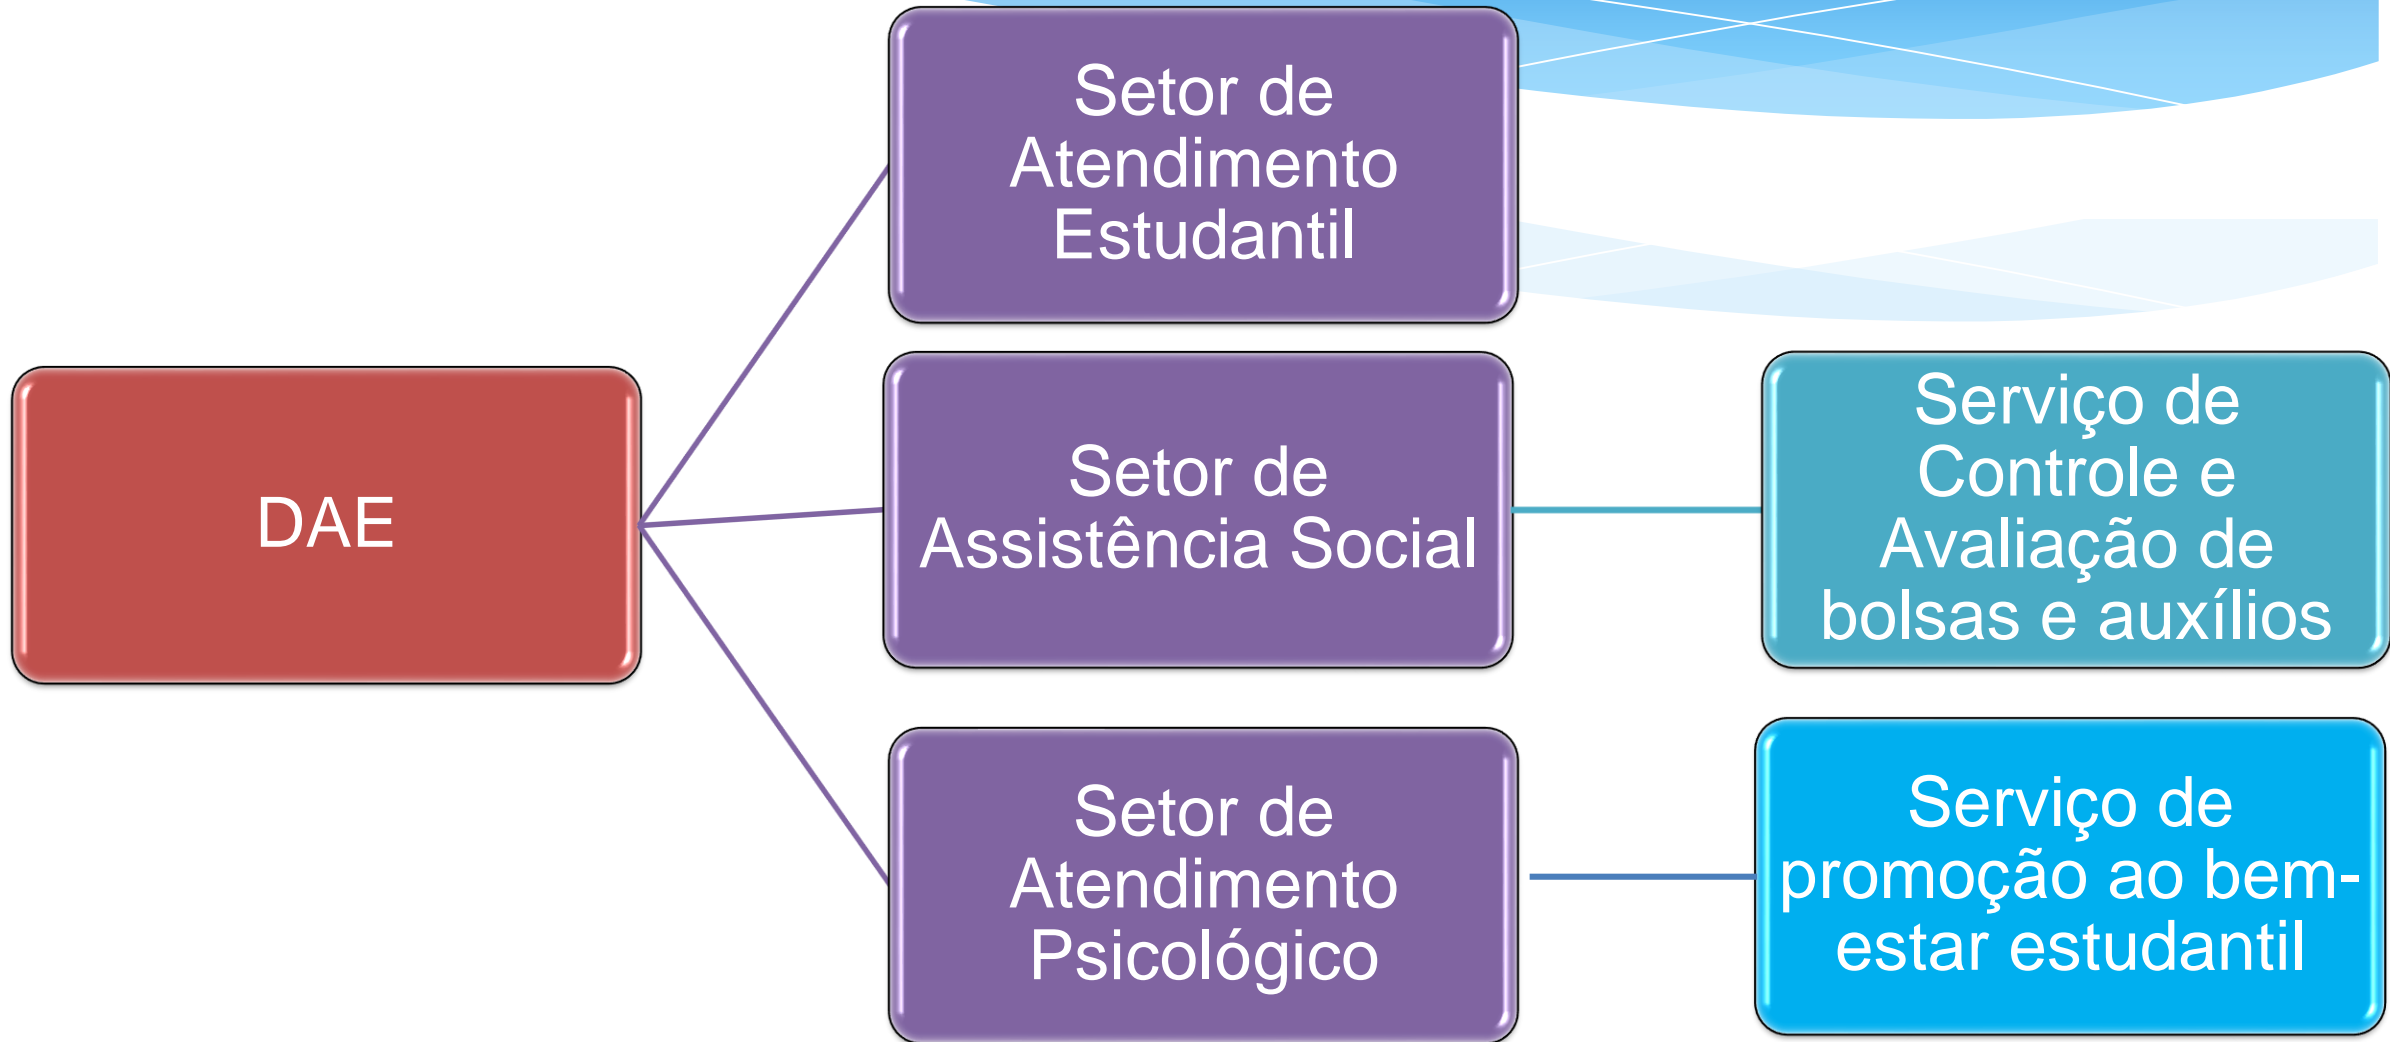 DAE
Setor de
Atendimento
Estudantil
Setor de
Assistência Social
Serviço de
Controle e
Avaliação de
bolsas e auxílios
Setor de
Atendimento
Psicológico
Serviço de
promoção ao bem-
estar estudantil